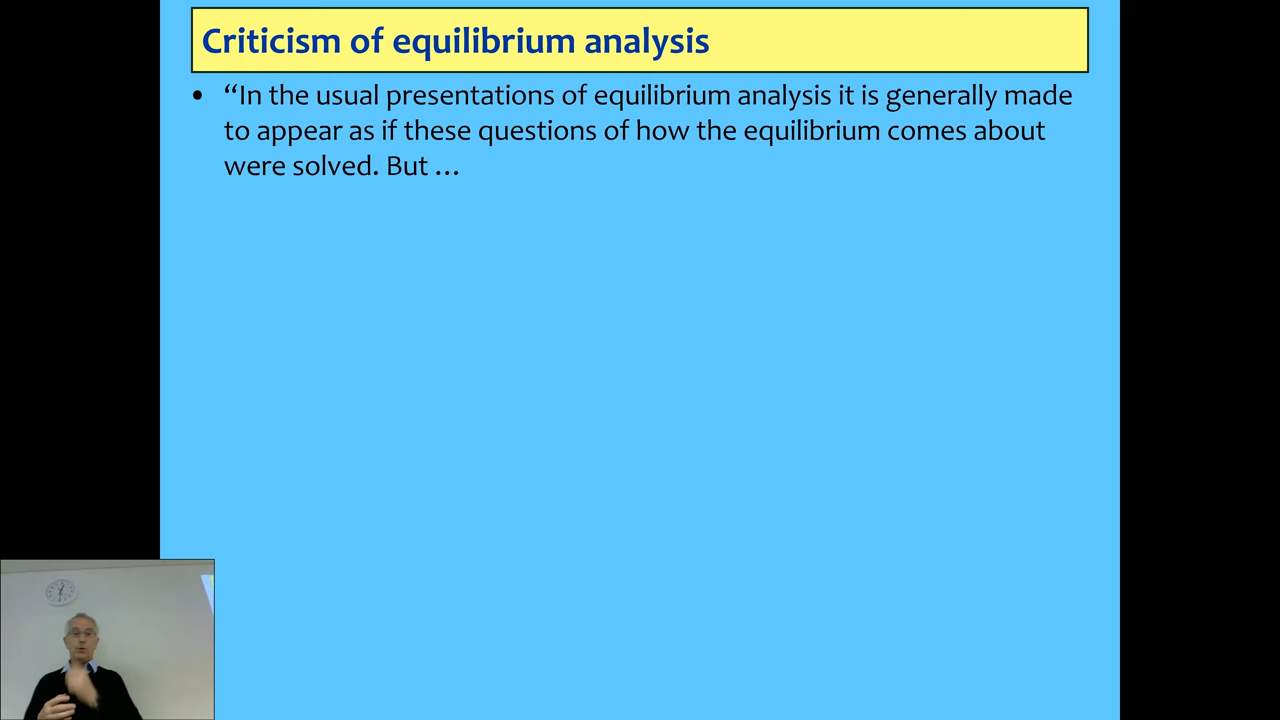 Criticism of equilibrium analysis
• “In the usual presentations of equilibrium analysis it is generally made
to appear as if these questions of how the equilibrium comes about
were solved. But …